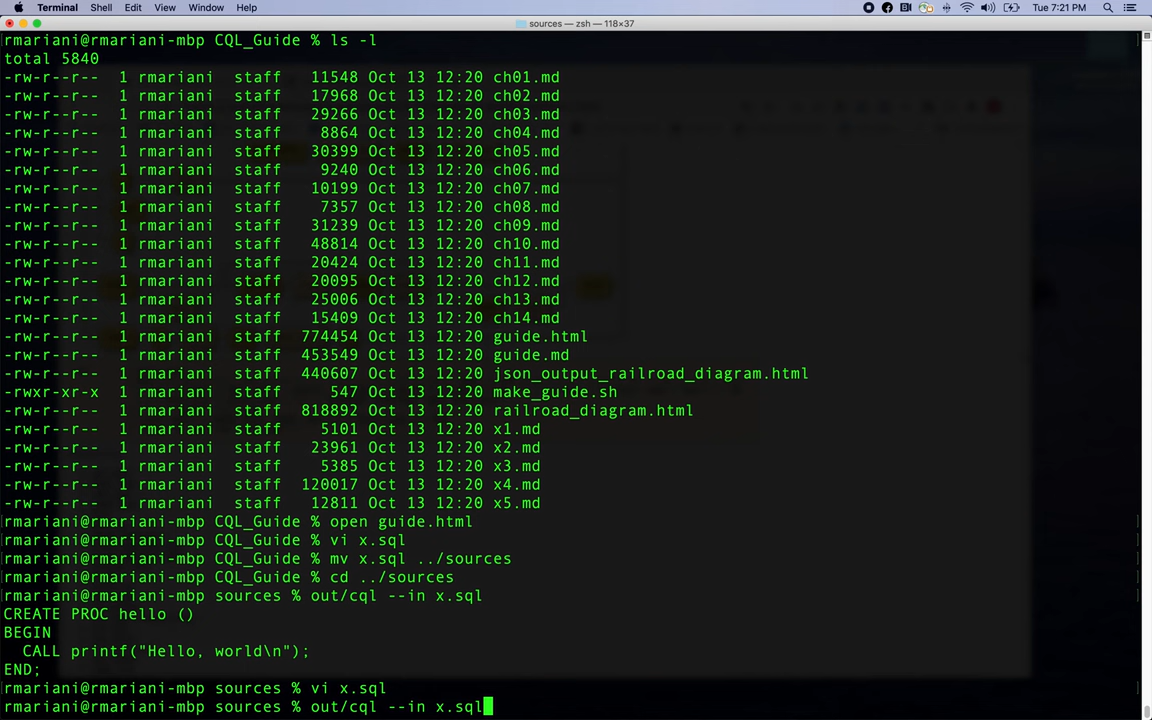 Terminal Shell Edit View Window Help Tue 7:21 PM
sources — zsh — 118×37
rmariani@rmariani-mbp CQL_Guide % ls -l
total 5840
-rw-r--r-- 1 rmariani staff 11548 Oct 13 12:20 ch01.md
-rw-r--r-- 1 rmariani staff 17968 Oct 13 12:20 ch02.md
-rw-r--r-- 1 rmariani staff 29266 Oct 13 12:20 ch03.md
-rw-r--r-- 1 rmariani staff 8864 Oct 13 12:20 ch04.md
-rw-r--r-- 1 rmariani staff 30399 Oct 13 12:20 ch05.md
-rw-r--r-- 1 rmariani staff 9240 Oct 13 12:20 ch06.md
-rw-r--r-- 1 rmariani staff 10199 Oct 13 12:20 ch07.md
-rw-r--r-- 1 rmariani staff 7357 Oct 13 12:20 ch08.md
-rw-r--r-- 1 rmariani staff 31239 Oct 13 12:20 ch09.md
-rw-r--r-- 1 rmariani staff 48814 Oct 13 12:20 ch10.md
-rw-r--r-- 1 rmariani staff 20424 Oct 13 12:20 ch11.md
-rw-r--r-- 1 rmariani staff 20095 Oct 13 12:20 ch12.md
-rw-r--r-- 1 rmariani staff 25006 Oct 13 12:20 ch13.md
-rw-r--r-- 1 rmariani staff 15409 Oct 13 12:20 ch14.md
-rw-r--r-- 1 rmariani staff 774454 Oct 13 12:20 guide.html
-rw-r--r-- 1 rmariani staff 453549 Oct 13 12:20 guide.md
-rw-r--r-- 1 rmariani staff 440607 Oct 13 12:20 json_output_railroad_diagram.html
-rwxr-xr-x 1 rmariani staff 547 Oct 13 12:20 make_guide.sh
-rw-r--r-- 1 rmariani staff 818892 Oct 13 12:20 railroad_diagram.html
-rw-r--r-- 1 rmariani staff 5101 Oct 13 12:20 x1.md
-rw-r--r-- 1 rmariani staff 23961 Oct 13 12:20 x2.md
-rw-r--r-- 1 rmariani staff 5385 Oct 13 12:20 x3.md
-rw-r--r-- 1 rmariani staff 120017 Oct 13 12:20 x4.md
-rw-r--r-- 1 rmariani staff 12811 Oct 13 12:20 x5.md
rmariani@rmariani-mbp CQL_Guide % open guide.html
rmariani@rmariani-mbp CQL_Guide % vi x.sql
rmariani@rmariani-mbp CQL_Guide % mv x.sql ../sources
rmariani@rmariani-mbp CQL_Guide % cd ../sources
rmariani@rmariani-mbp sources % out/cql --in x.sql
CREATE PROC hello ()
BEGIN
  CALL printf("Hello, world\n");
END;
rmariani@rmariani-mbp sources % vi x.sql
rmariani@rmariani-mbp sources % out/cql --in x.sql